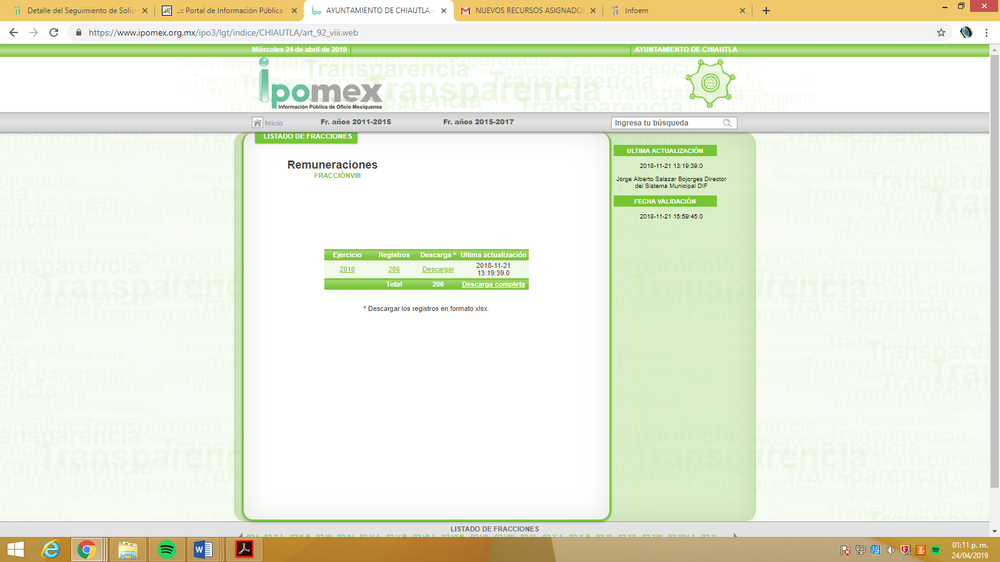 Detalle del Seguimiento de Solici
..:: Portal de Información Pública
AYUNTAMIENTO DE CHIAUTLA -
NUEVOS RECURSOS ASIGNADOS
Infoem
https://www.ipomex.org.mx/ipo3/lgt/indice/CHIAUTLA/art_92_viii.web
Miércoles 24 de abril de 2019
AYUNTAMIENTO DE CHIAUTLA
ipomex
Información Pública de Oficio Mexiquense
Transparencia
Inicio
Fr. años 2011-2015
Fr. años 2015-2017
Ingresa tu búsqueda
LISTADO DE FRACCIONES
Remuneraciones
FRACCIÓNVIII
Ejercicio Registros Descarga * Ultima actualización
2018 206 Descargar 2018-11-21
13:19:39.0
Total 206 Descarga completa
* Descargar los registros en formato xlsx.
ULTIMA ACTUALIZACIÓN
2018-11-21 13:19:39.0
Jorge Alberto Salazar Bojorges Director
del Sistema Municipal DIF
FECHA VALIDACIÓN
2018-11-21 15:59:45.0
LISTADO DE FRACCIONES
01:11 p. m.
24/04/2019